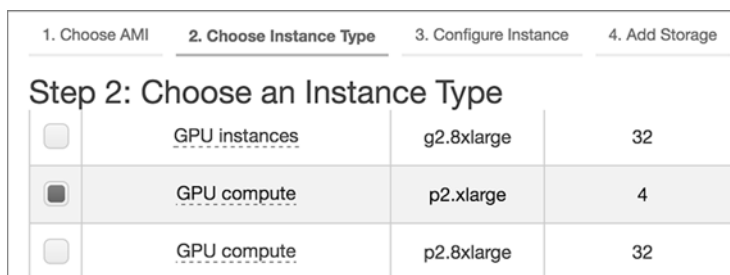 1. Choose AMI 2. Choose Instance Type 3. Configure Instance 4. Add Storage
Step 2: Choose an Instance Type
GPU instances g2.8xlarge 32
GPU compute p2.xlarge 4
GPU compute p2.8xlarge 32